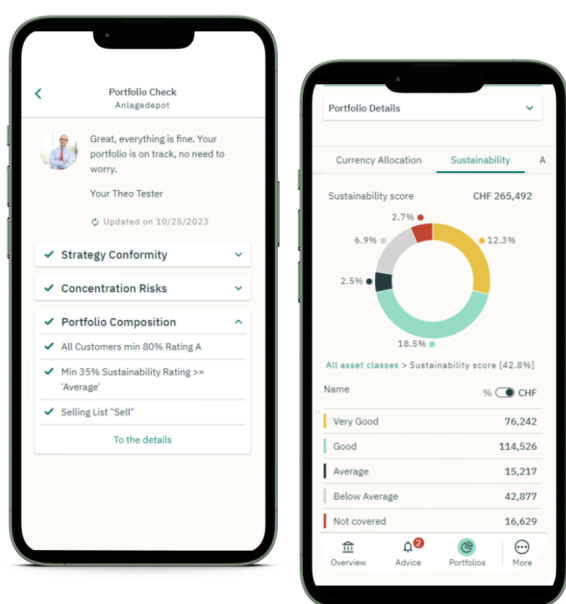 Portfolio Check
Anlagedepot
Great, everything is fine. Your
portfolio is on track, no need to
worry.
Your Theo Tester
Updated on 10/25/2023
Strategy Conformity
Concentration Risks
Portfolio Composition
All Customers min 80% Rating A
Min 35% Sustainability Rating >=
'Average'
Selling List "Sell"
To the details
Portfolio Details
Currency Allocation Sustainability A
Sustainability score CHF 265,492
2.7%
6.9% 12.3%
2.5%
18.5%
All asset classes > Sustainability score [42.8%]
Name % CHF
Very Good 76,242
Good 114,526
Average 15,217
Below Average 42,877
Not covered 16,629
2
Overview Advice Portfolios More